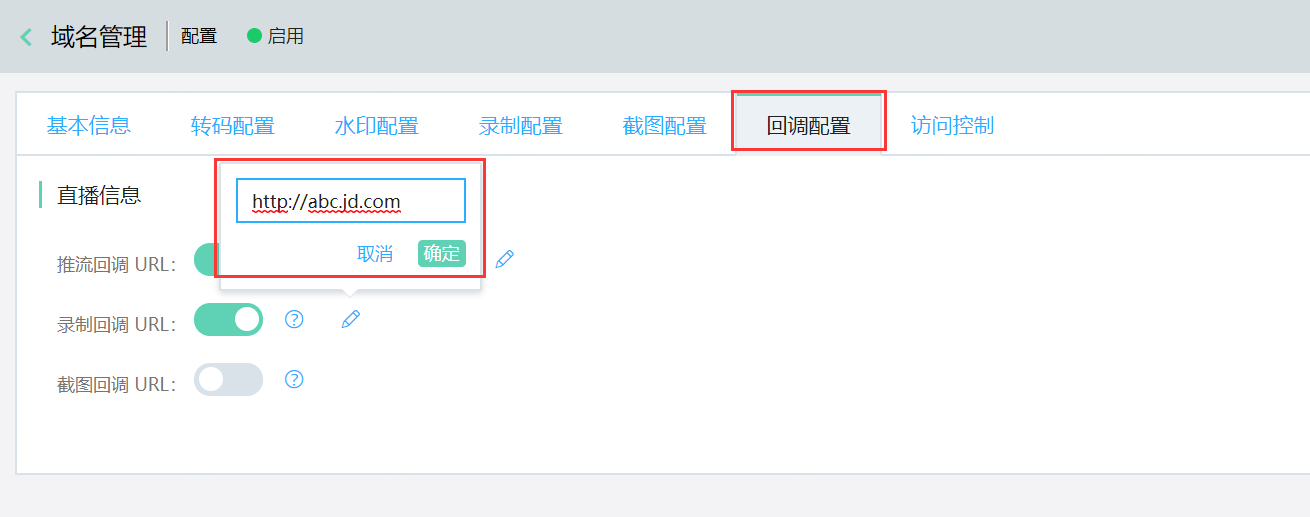 域名管理 配置 启用
基本信息 转码配置 水印配置 录制配置 截图配置 回调配置 访问控制
直播信息
http://abc.jd.com
取消 确定
推流回调 URL:
录制回调 URL:
截图回调 URL: